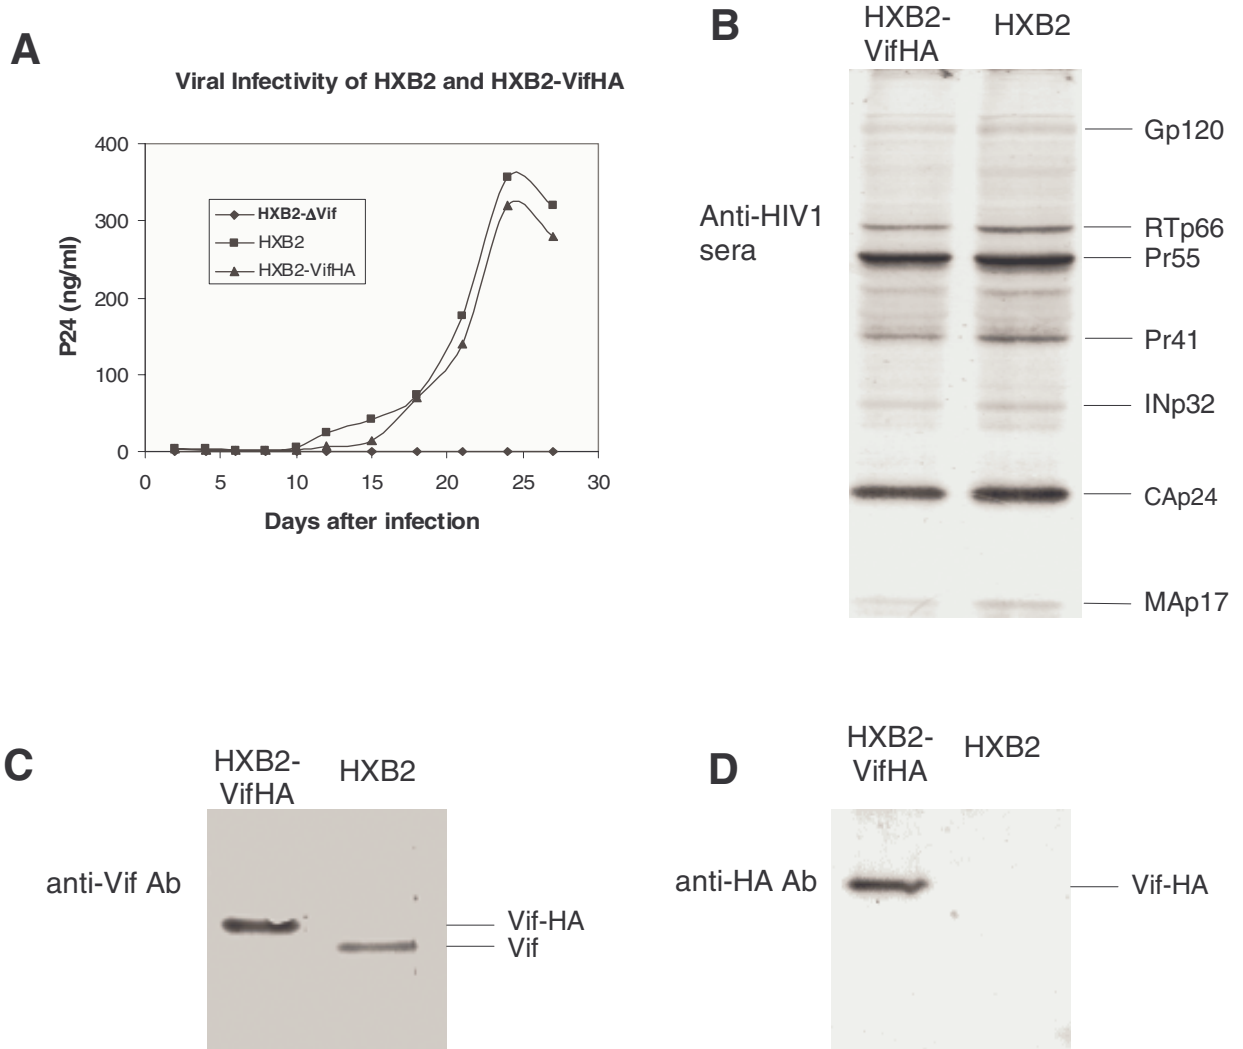 A
Viral Infectivity of HXB2 and HXB2-VifHA
400
300
200
100
0
0 5 10 15 20 25 30
P24 (ng/ml)
Days after infection
HXB2-ΔVif
HXB2
HXB2-VifHA
B
HXB2-
VifHA
HXB2
Anti-HIV1
sera
Gp120
RTp66
Pr55
Pr41
INp32
CAp24
MAp17
C
HXB2-
VifHA
HXB2
anti-Vif Ab
Vif-HA
Vif
D
HXB2-
VifHA
HXB2
anti-HA Ab
Vif-HA